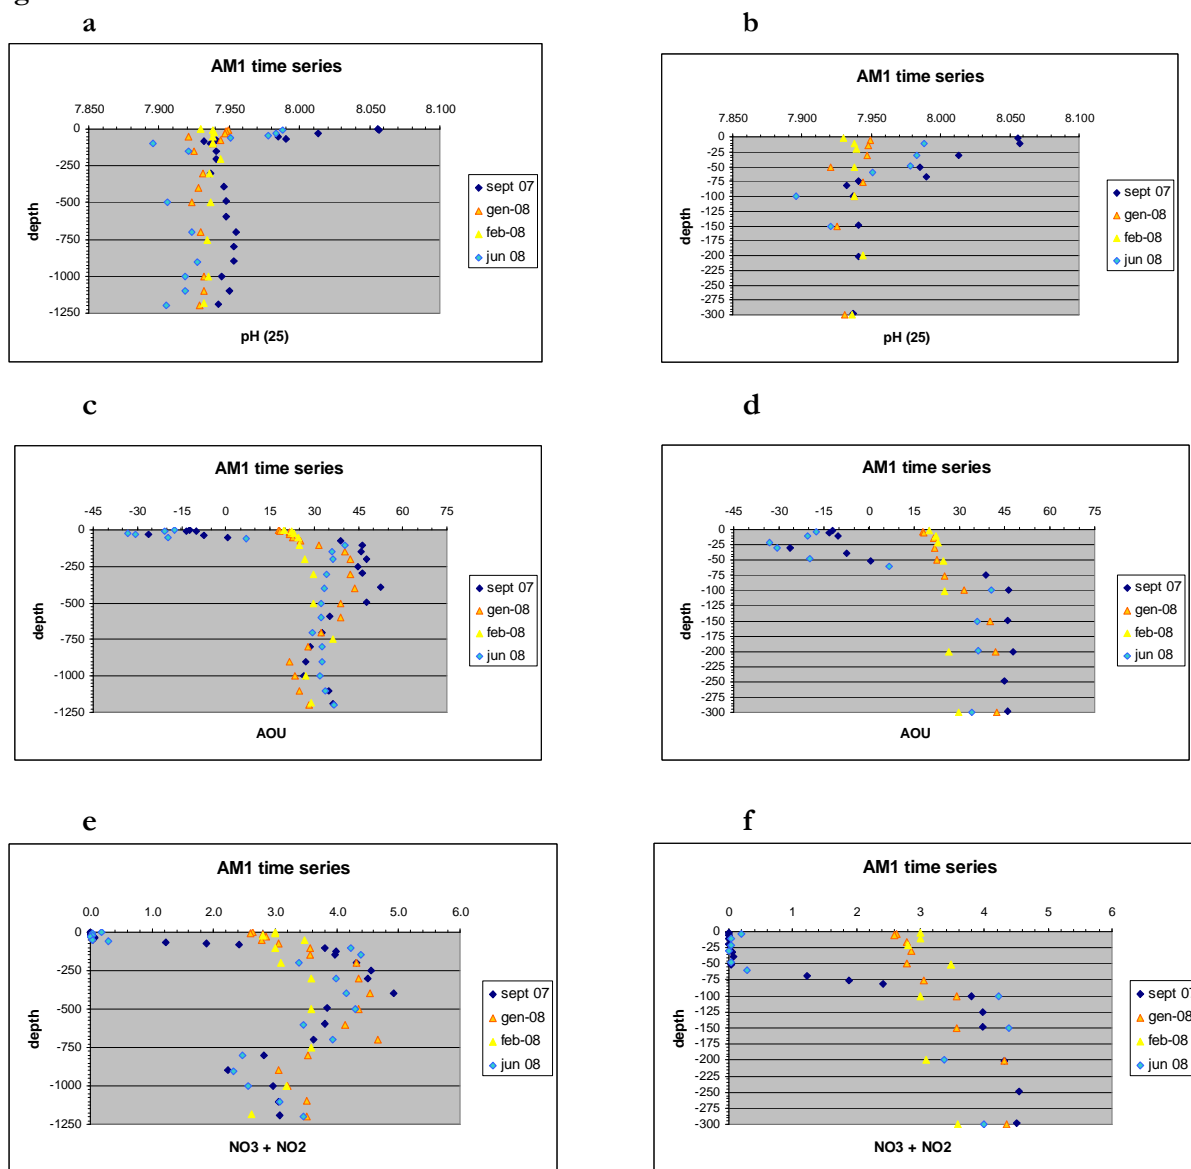 a
AM1 time series
7.850 7.900 7.950 8.000 8.050 8.100
0
-250
-500
-750
-1000
-1250
depth
pH (25)
sept 07
gen-08
feb-08
jun 08
b
AM1 time series
7.850 7.900 7.950 8.000 8.050 8.100
0
-25
-50
-75
-100
-125
-150
-175
-200
-225
-250
-275
-300
depth
pH (25)
sept 07
gen-08
feb-08
jun 08
c
AM1 time series
-45 -30 -15 0 15 30 45 60 75
0
-250
-500
-750
-1000
-1250
depth
AOU
sept 07
gen-08
feb-08
jun 08
d
AM1 time series
-45 -30 -15 0 15 30 45 60 75
0
-25
-50
-75
-100
-125
-150
-175
-200
-225
-250
-275
-300
depth
AOU
sept 07
gen-08
feb-08
jun 08
e
AM1 time series
0.0 1.0 2.0 3.0 4.0 5.0 6.0
0
-250
-500
-750
-1000
-1250
depth
NO3 + NO2
sept 07
gen-08
feb-08
jun 08
f
AM1 time series
0 1 2 3 4 5 6
0
-25
-50
-75
-100
-125
-150
-175
-200
-225
-250
-275
-300
depth
NO3 + NO2
sept 07
gen-08
feb-08
jun 08